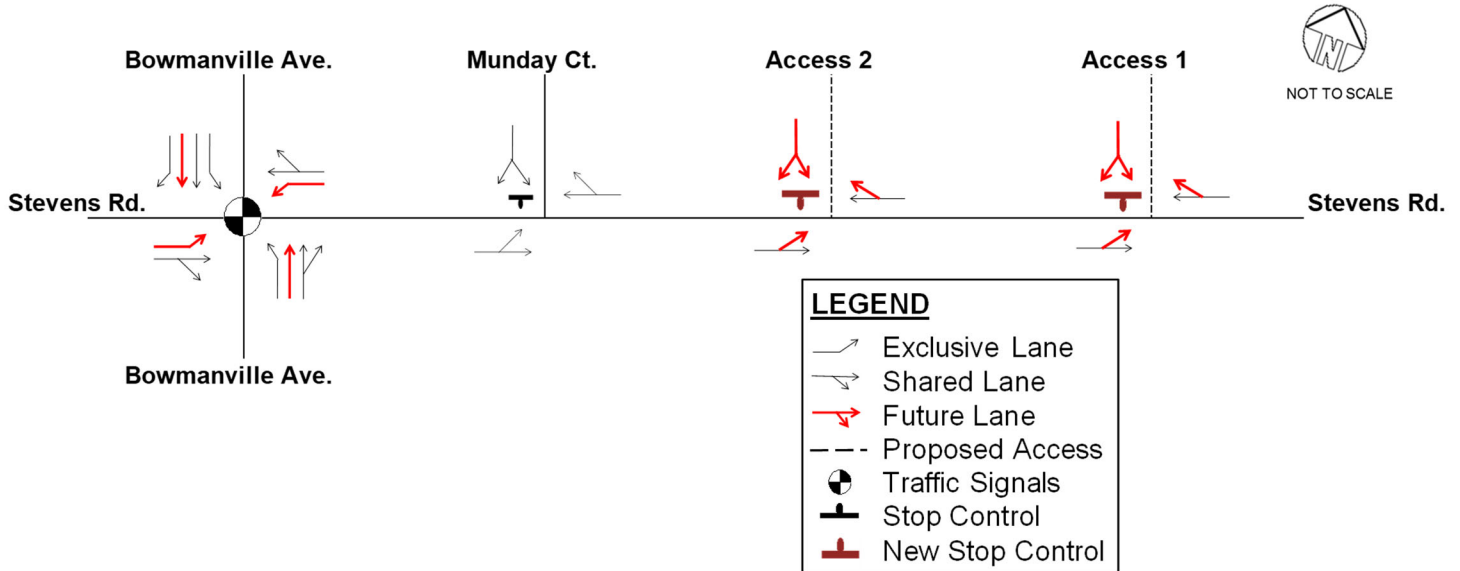 Bowmanville Ave.
Munday Ct.
Access 2
Access 1
N
NOT TO SCALE
Stevens Rd.
Stevens Rd.
Bowmanville Ave.
LEGEND
Exclusive Lane
Shared Lane
Future Lane
Proposed Access
Traffic Signals
Stop Control
New Stop Control